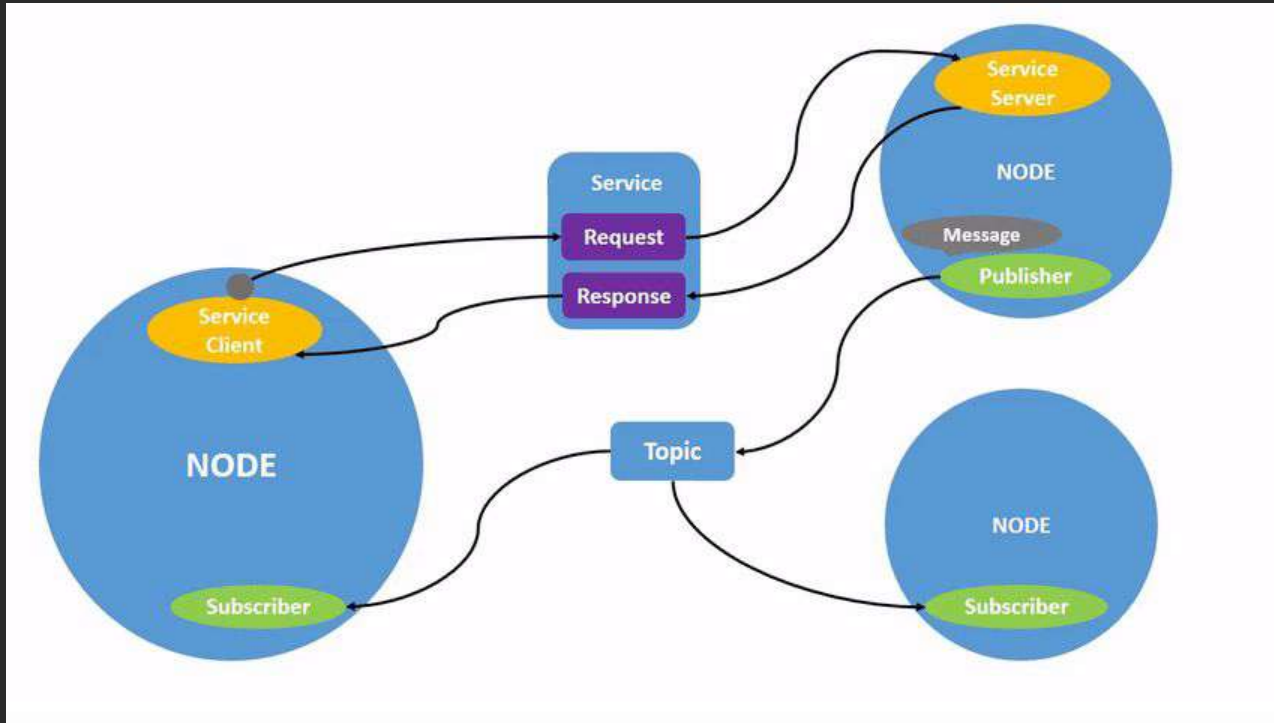 Service
Server
NODE
Message
Publisher
Service
Request
Response
Service
Client
NODE
Subscriber
Topic
NODE
Subscriber